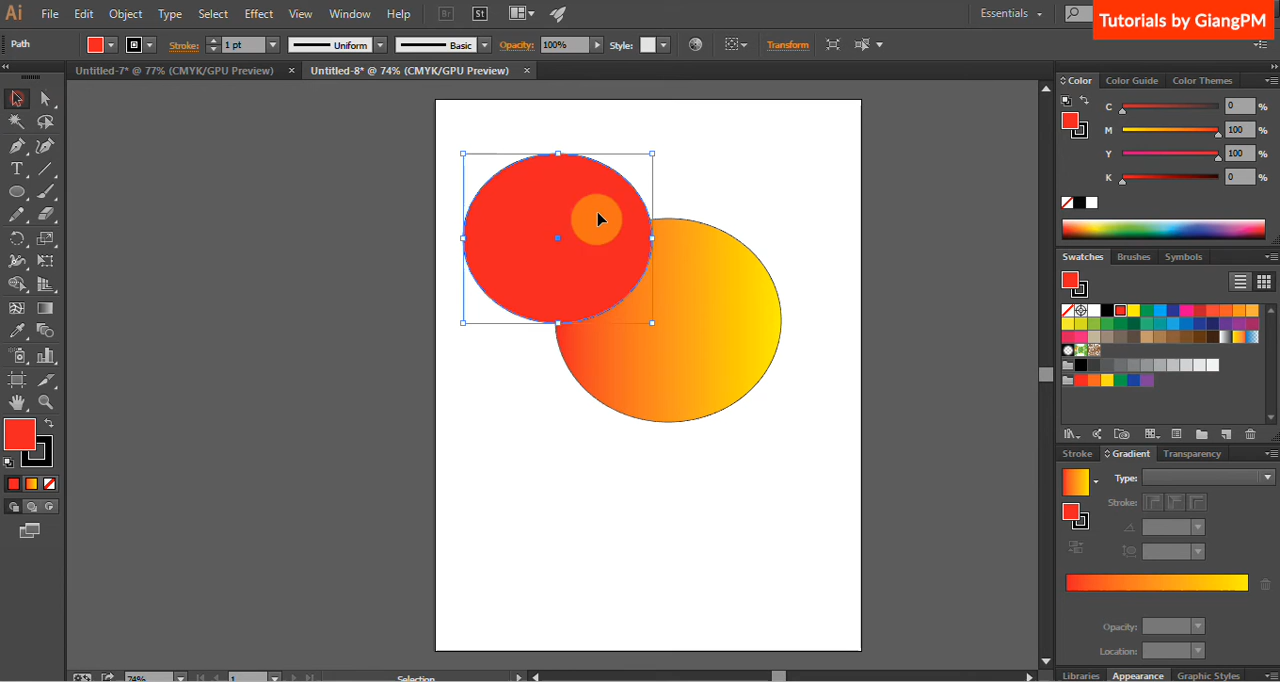 Ai File Edit Object Type Select Effect View Window Help Br St Essentials
Tutorials by GiangPM
Path Stroke: 1 pt Uniform Basic Opacity: 100% Style: Transform
Untitled-7* @ 77% (CMYK/GPU Preview) × Untitled-8* @ 74% (CMYK/GPU Preview) ×
Color Color Guide Color Themes
C 0 %
M 100 %
Y 100 %
K 0 %
Swatches Brushes Symbols
Stroke Gradient Transparency
Type:
Stroke:
Opacity:
Location:
74% 1 Selection
Libraries Appearance Graphic Styles